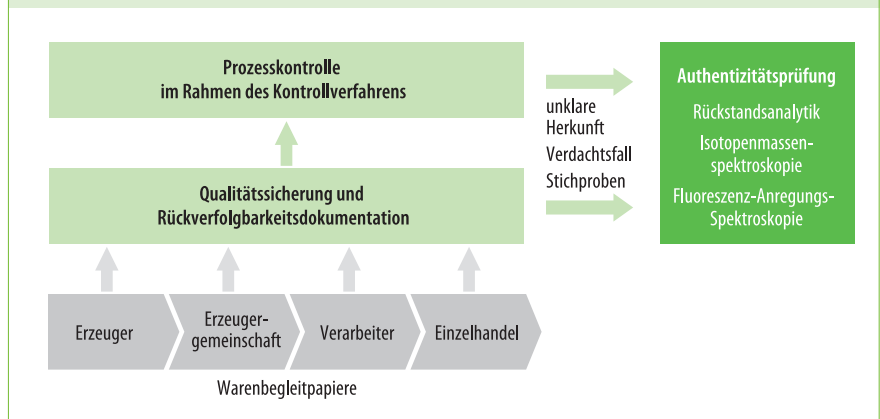 Prozesskontrolle
im Rahmen des Kontrollverfahrens
Qualitätssicherung und
Rückverfolgbarkeitsdokumentation
unklare
Herkunft
Verdachtsfall
Stichproben
Authentizitätsprüfung
Rückstandsanalytik
Isotopenmassen-
spektroskopie
Fluoreszenz-Anregungs-
Spektroskopie
Erzeuger
Erzeuger-
gemeinschaft
Verarbeiter
Einzelhandel
Warenbegleitpapiere